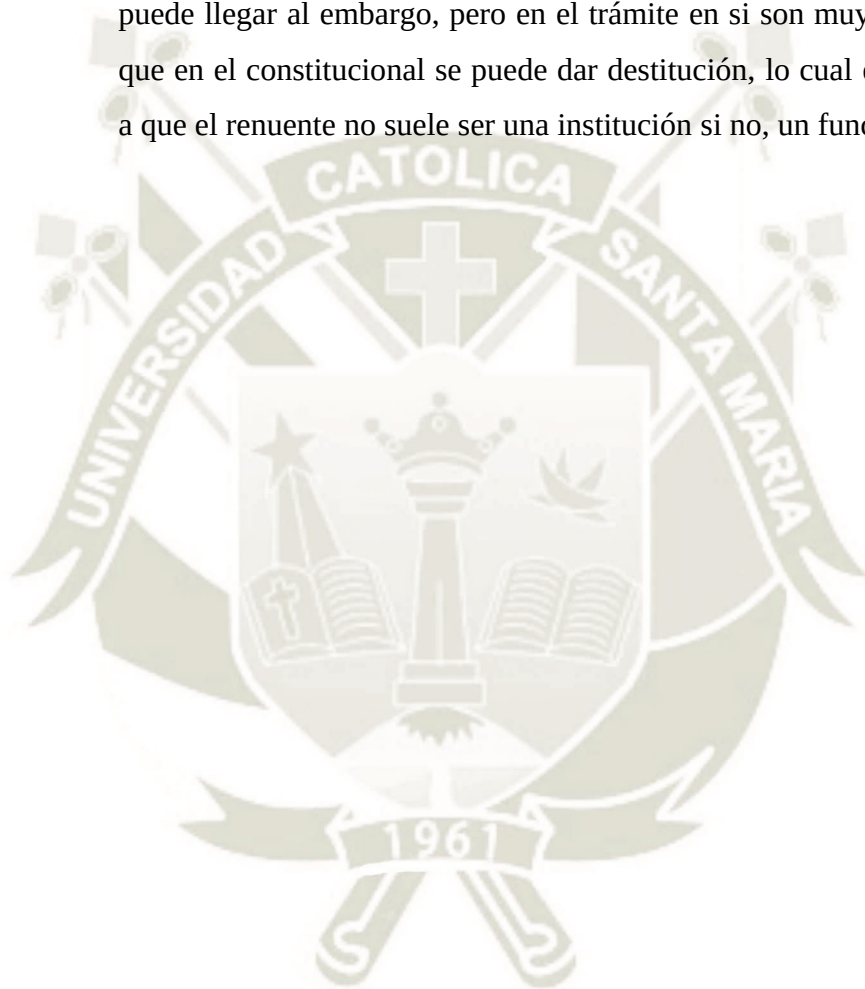 puede llegar al embargo, pero en el trámite en si son muy
que en el constitucional se puede dar destitución, lo cual
a que el renuente no suele ser una institución si no, un
UNIVERSIDAD CATOLICA SANTA MARIA
1961